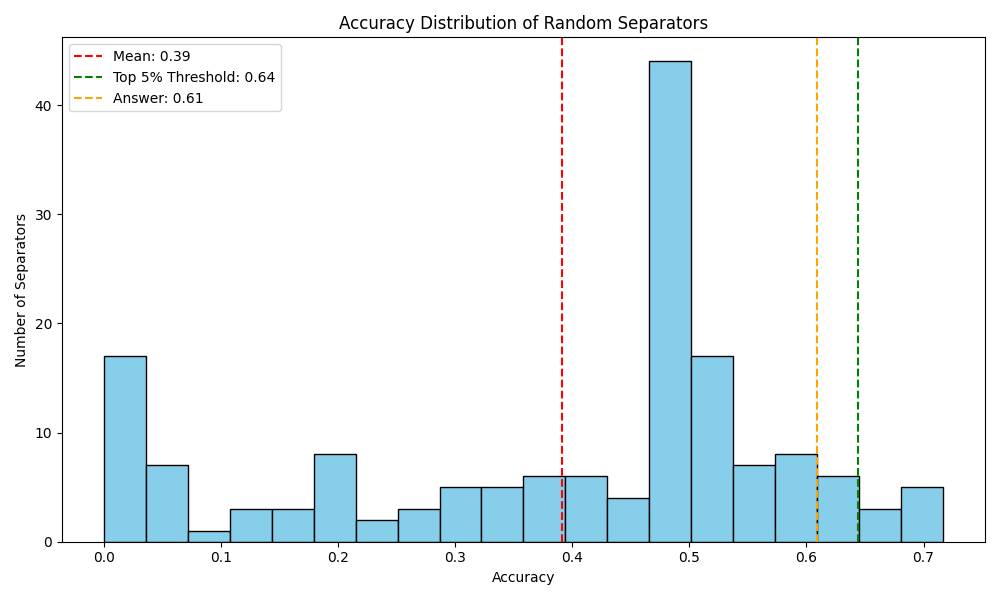 Accuracy Distribution of Random Separators
Mean: 0.39
Top 5% Threshold: 0.64
Answer: 0.61
Number of Separators
40
30
20
10
0
0.0 0.1 0.2 0.3 0.4 0.5 0.6 0.7
Accuracy